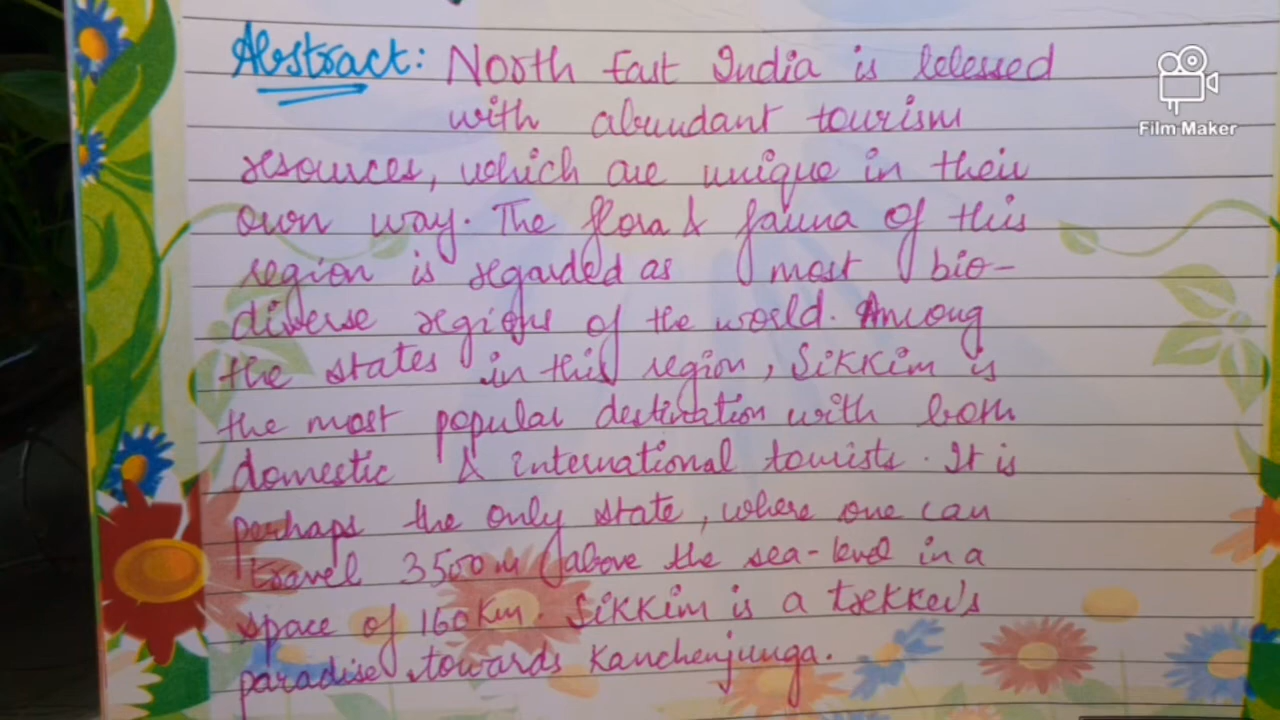 Abstract: North East India is blessed
with abundant tourism
resources, which are unique in their
own way. The flora & fauna of this
region is regarded as most bio-
diverse regions of the world. Among
the states in this region, Sikkim is
the most popular destination with both
domestic & international tourists. It is
perhaps the only state, where one can
travel 3500m above the sea-level in a
space of 160Km. Sikkim is a trekker's
paradise towards Kanchenjunga.
Film Maker